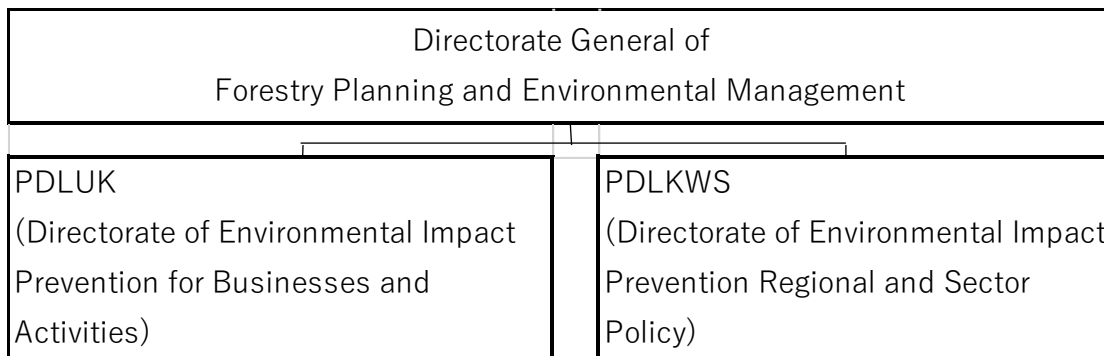 Directorate General of
Forestry Planning and Environmental Management
PDLUK
(Directorate of Environmental Impact
Prevention for Businesses and
Activities)
PDLKWS
(Directorate of Environmental Impact
Prevention Regional and Sector
Policy)